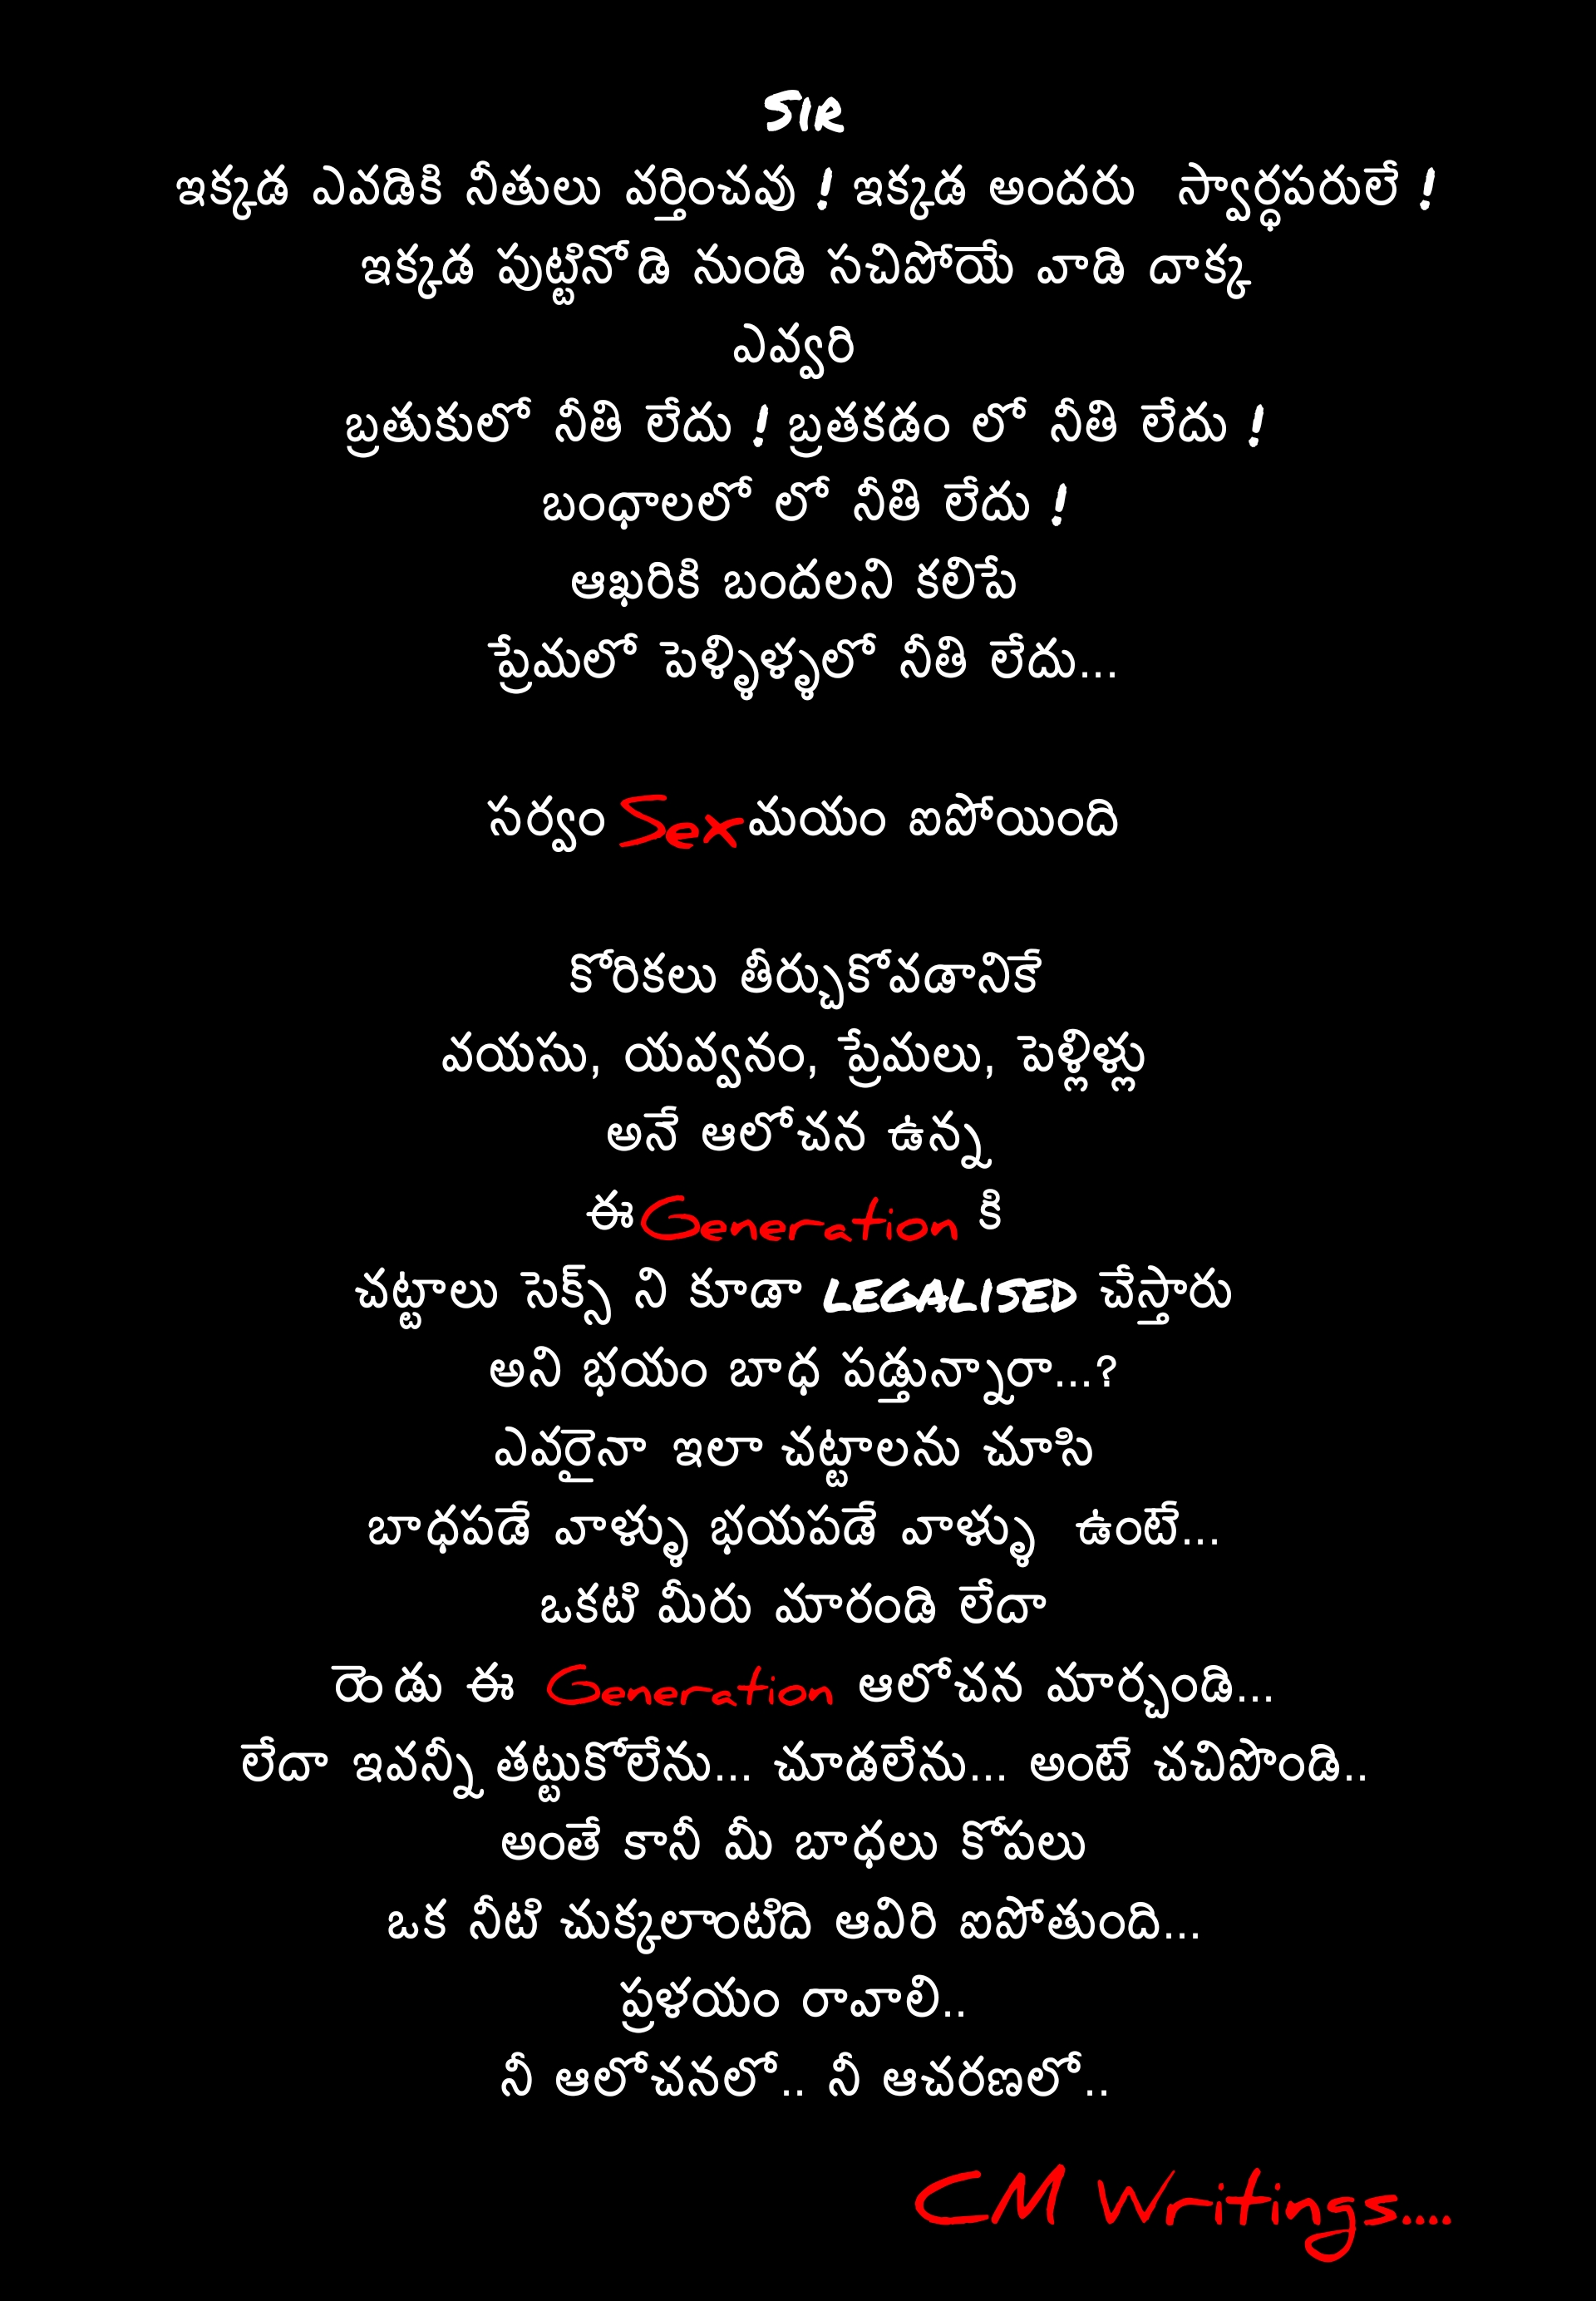 SIR
ఇక్కడ ఎవడికి నీతులు వర్తించవు ! ఇక్కడ అందరు స్వార్ధపరులే !
ఇక్కడ పుట్టినోడి నుండి సచిపోయే వాడి దాక్క
ఎవ్వరి
బ్రతుకులో నీతి లేదు ! బ్రతకడం లో నీతి లేదు !
బంధాలలో లో నీతి లేదు !
ఆఖరికి బందలని కలిపే
ప్రేమలో పెళ్ళిళ్ళలో నీతి లేదు...
సర్వం Sex మయం ఐపోయింది
కోరికలు తీర్చుకోవడానికే
వయసు, యవ్వనం, ప్రేమలు, పెళ్లిళ్లు
అనే ఆలోచన ఉన్న
ఈ Generation కి
చట్టాలు సెక్స్ ని కూడా LEGALISED చేస్తారు
అని భయం బాధ పడ్తున్నారా...?
ఎవరైనా ఇలా చట్టాలను చూసి
బాధపడే వాళ్ళు భయపడే వాళ్ళు ఉంటే...
ఒకటి మీరు మారండి లేదా
రెండు ఈ Generation ఆలోచన మార్చండి...
లేదా ఇవన్నీ తట్టుకోలేను... చూడలేను... అంటే చచిపొండి..
అంతే కానీ మీ బాధలు కోపలు
ఒక నీటి చుక్కలాంటిది ఆవిరి ఐపోతుంది...
ప్రళయం రావాలి..
నీ ఆలోచనలో.. నీ ఆచరణలో..
CM Writings....